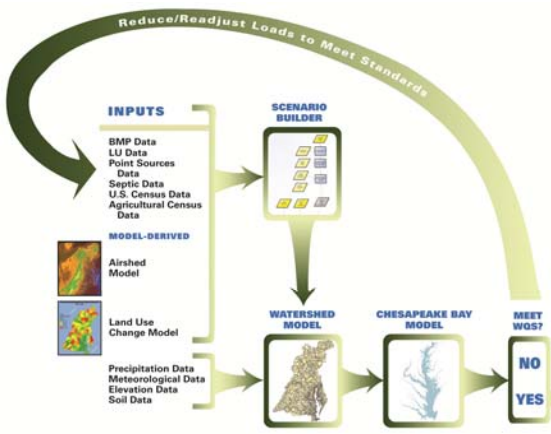 Reduce/Readjust Loads to Meet Standards
INPUTS
BMP Data
LU Data
Point Sources
Data
Septic Data
U.S. Census Data
Agricultural Census
Data
MODEL-DERIVED
Airshed
Model
Land Use
Change Model
Precipitation Data
Meteorological Data
Elevation Data
Soil Data
SCENARIO
BUILDER
WATERSHED
MODEL
CHESAPEAKE BAY
MODEL
MEET
WQS?
NO
YES